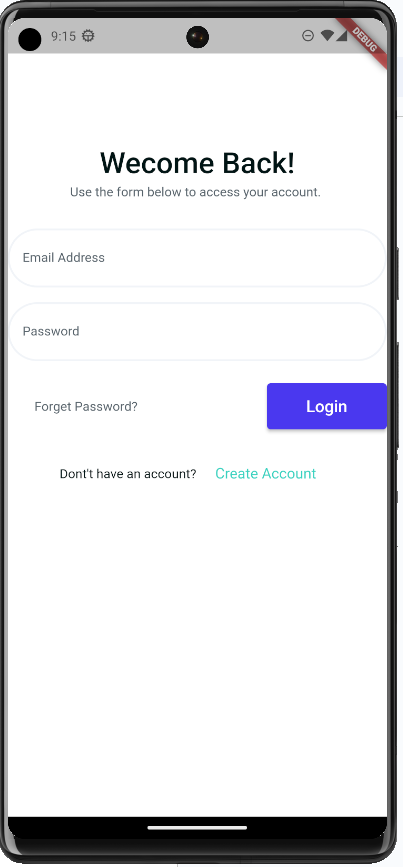 9:15
DEBUG
Wecome Back!
Use the form below to access your account.
Email Address
Password
Forget Password?
Login
Dont't have an account?
Create Account